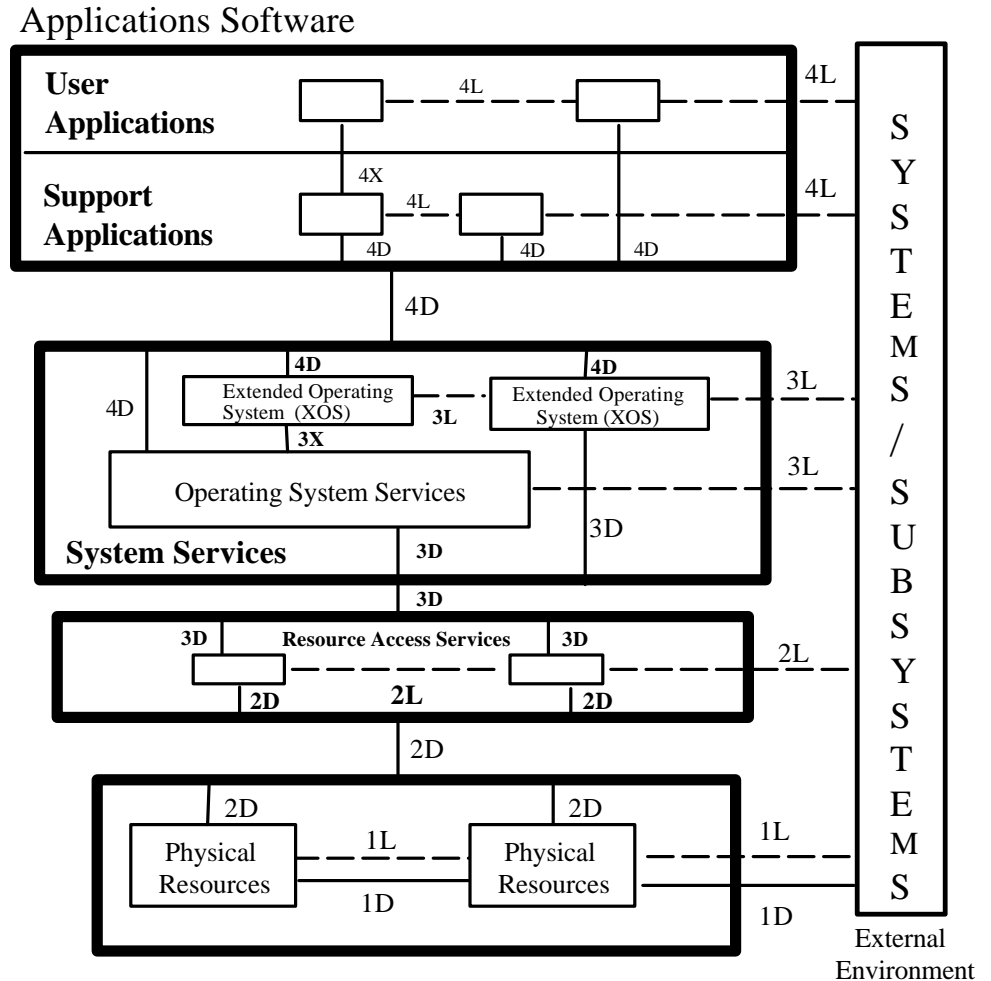 Applications Software
User
Applications
4L
4L
4X
Support
Applications
4L
4L
4D
4D
4D
4D
4D
4D
4D
Extended Operating
System (XOS)
3L
Extended Operating
System (XOS)
3L
3X
Operating System Services
3L
3D
System Services
3D
3D
3D
Resource Access Services
3D
2L
2D
2L
2D
2D
2D
2D
Physical
Resources
1L
1D
Physical
Resources
1L
1D
S
Y
S
T
E
M
S
/
S
U
B
S
Y
S
T
E
M
S
External
Environment